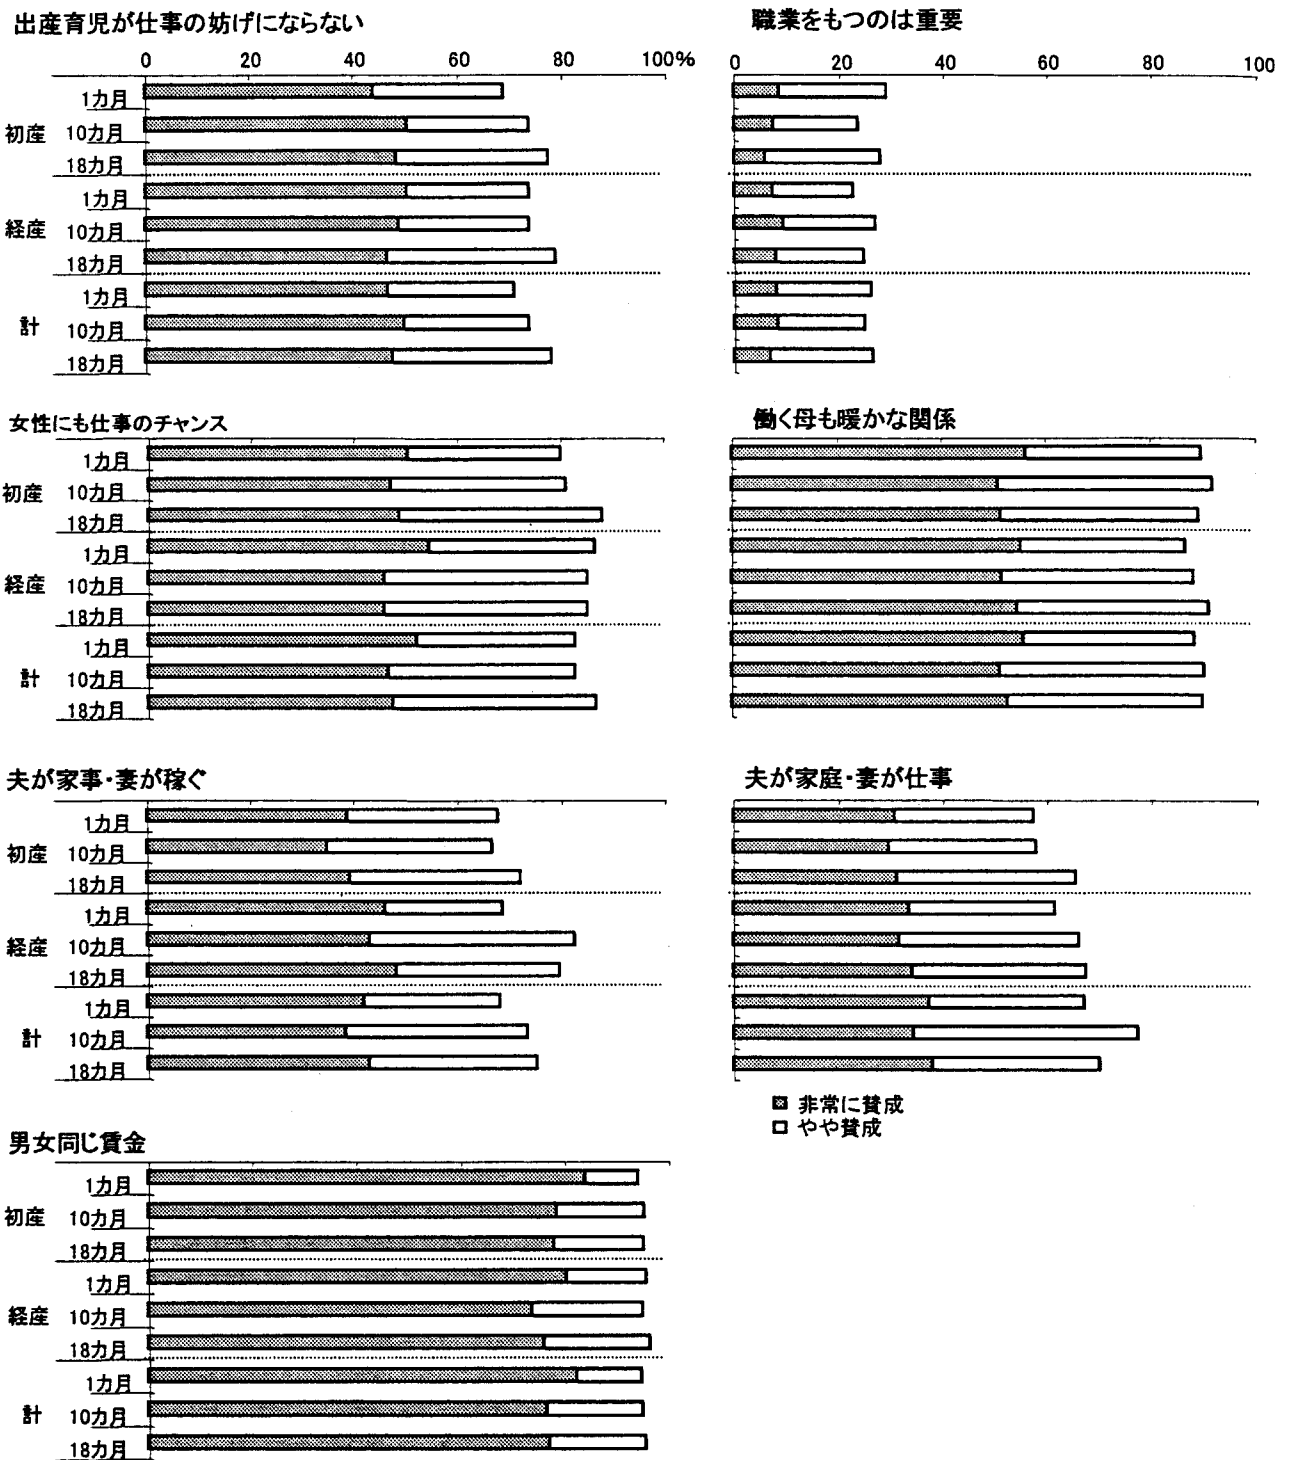 出産育児が仕事の妨げにならない
0 20 40 60 80 100%
初産
1カ月
10カ月
18カ月
経産
1カ月
10カ月
18カ月
計
1カ月
10カ月
18カ月
職業をもつのは重要
0 20 40 60 80 100
女性にも仕事のチャンス
初産
1カ月
10カ月
18カ月
経産
1カ月
10カ月
18カ月
計
1カ月
10カ月
18カ月
働く母も暖かな関係
夫が家事・妻が稼ぐ
初産
1カ月
10カ月
18カ月
経産
1カ月
10カ月
18カ月
計
1カ月
10カ月
18カ月
夫が家庭・妻が仕事
非常に賛成
やや賛成
男女同じ賃金
初産
1カ月
10カ月
18カ月
経産
1カ月
10カ月
18カ月
計
1カ月
10カ月
18カ月